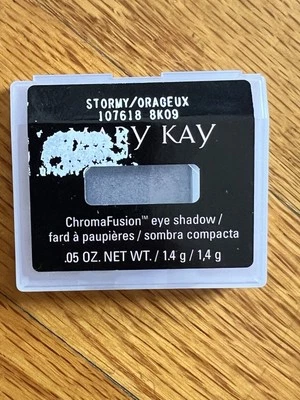 STORMY/ORAGEUX
107618 8K09
MARY KAY
ChromaFusion™ eye shadow/
fard à paupières / sombra compacta
.05 OZ. NET WT. / 1.4 g / 1,4 g